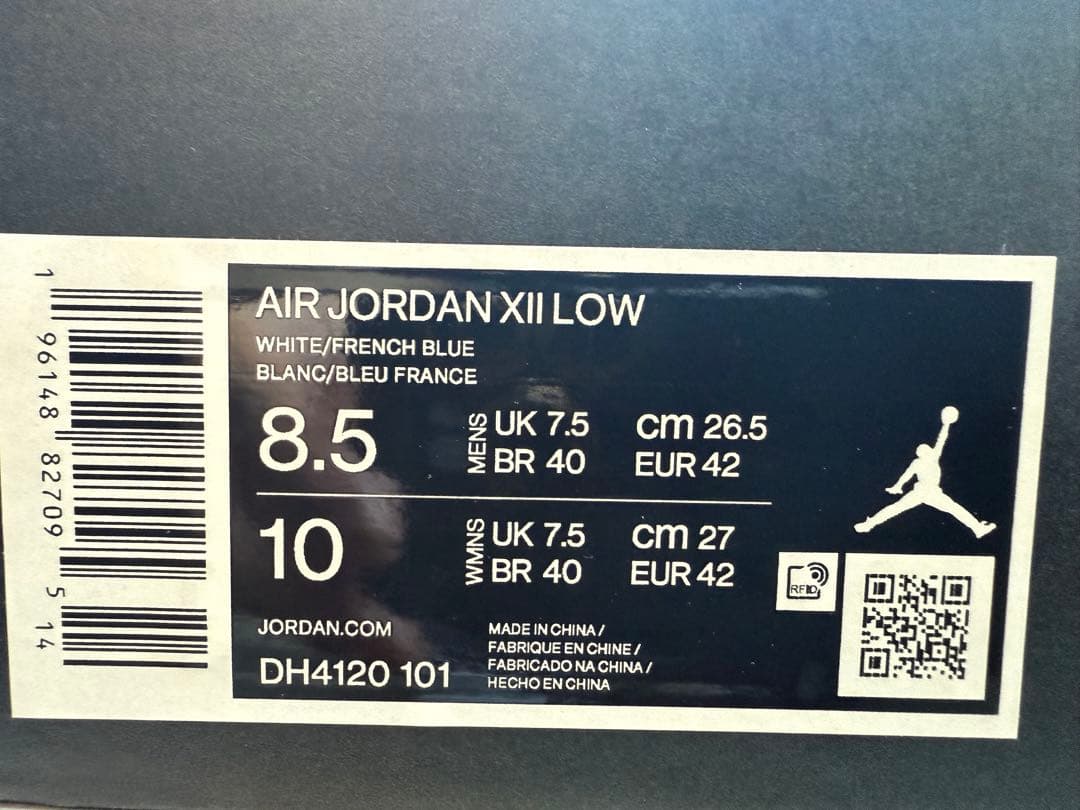 1 96148 82709 5 14
AIR JORDAN XII LOW
WHITE/FRENCH BLUE
BLANC/BLEU FRANCE
8.5
MENS
UK 7.5 cm 26.5
BR 40 EUR 42
10
WMNS
UK 7.5 cm 27
BR 40 EUR 42
RFID
JORDAN.COM
DH4120 101
MADE IN CHINA /
FABRIQUE EN CHINE /
FABRICADO NA CHINA /
HECHO EN CHINA